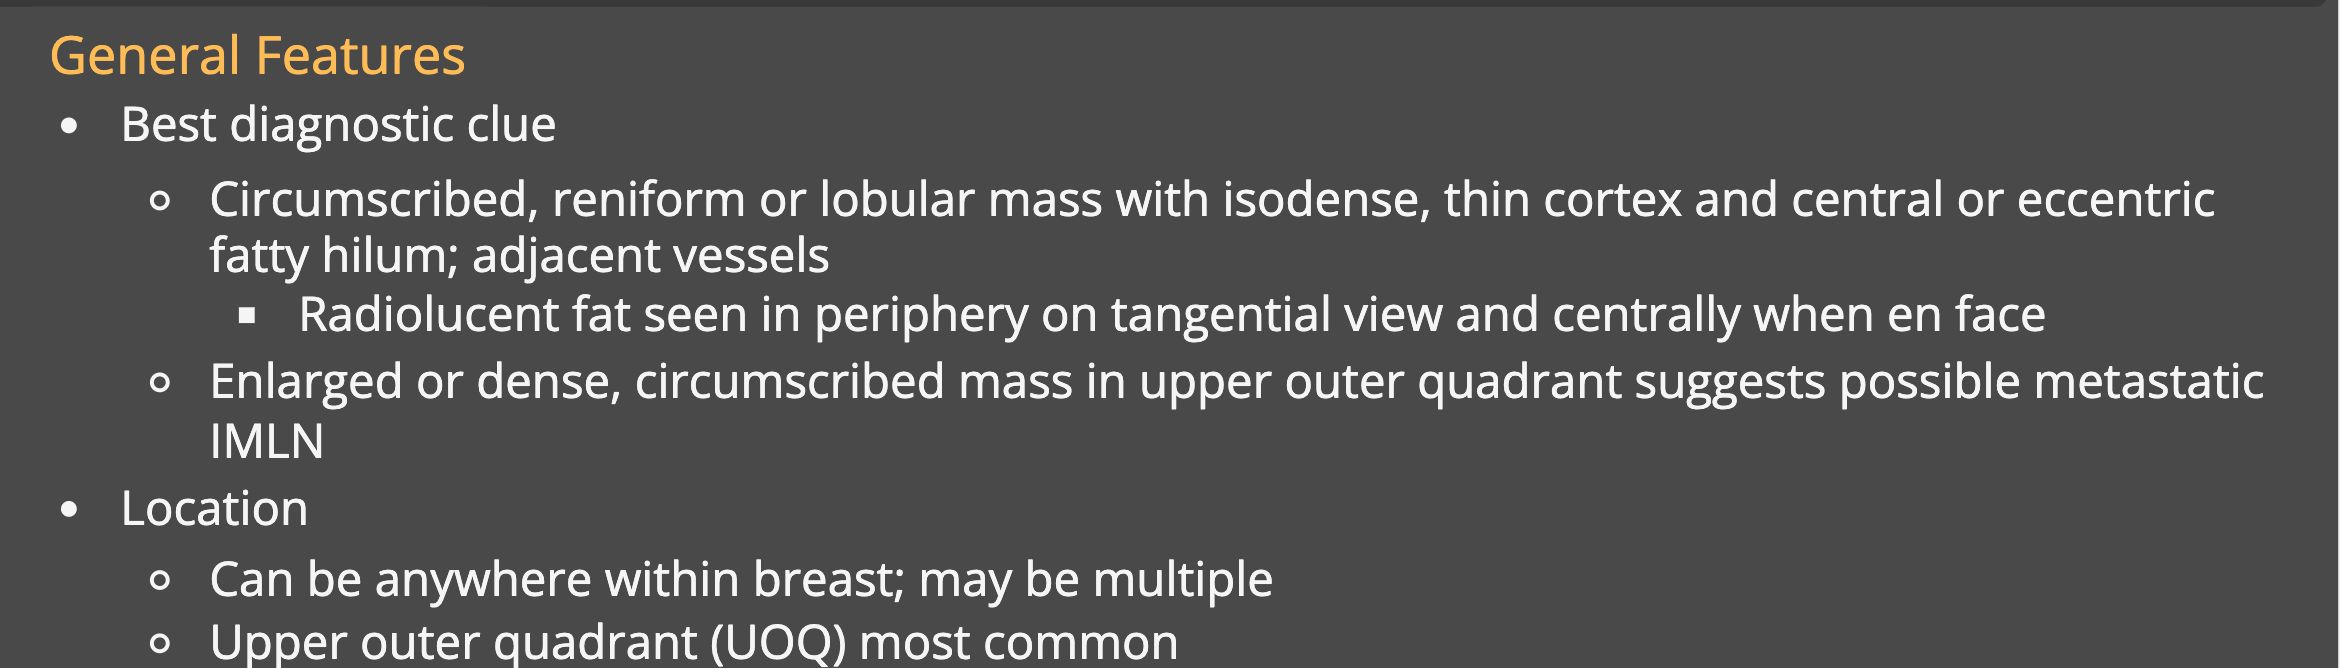 General Features
• Best diagnostic clue
∘ Circumscribed, reniform or lobular mass with isodense, thin cortex and central or eccentric
fatty hilum; adjacent vessels
▪ Radiolucent fat seen in periphery on tangential view and centrally when en face
∘ Enlarged or dense, circumscribed mass in upper outer quadrant suggests possible metastatic
IMLN
• Location
∘ Can be anywhere within breast; may be multiple
∘ Upper outer quadrant (UOQ) most common